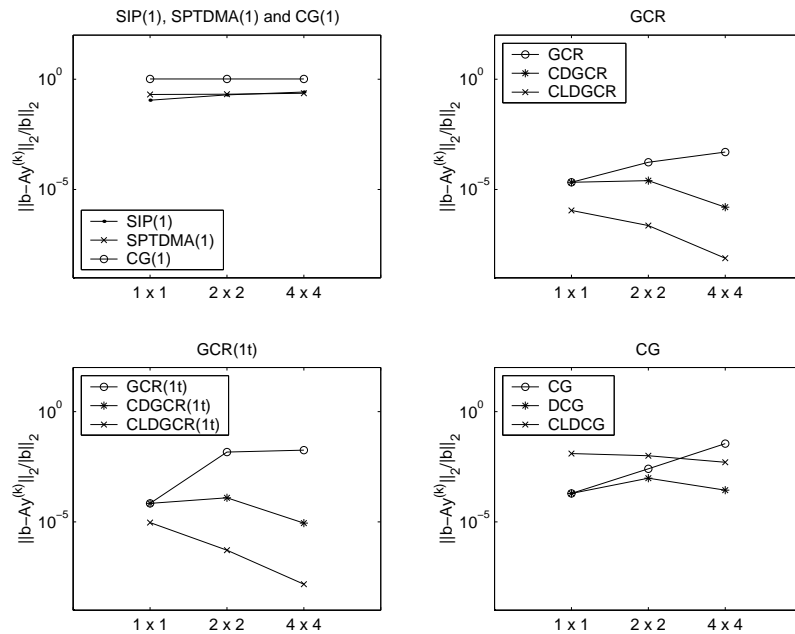 SIP(1), SPTDMA(1) and CG(1)
||b−Ay^(k)||_2/|b||_2
10^0
10^−5
SIP(1)
SPTDMA(1)
CG(1)
1 x 1
2 x 2
4 x 4
GCR
||b−Ay^(k)||_2/|b||_2
10^0
10^−5
GCR
CDGCR
CLDGCR
1 x 1
2 x 2
4 x 4
GCR(1t)
||b−Ay^(k)||_2/|b||_2
10^0
10^−5
GCR(1t)
CDGCR(1t)
CLDGCR(1t)
1 x 1
2 x 2
4 x 4
CG
||b−Ay^(k)||_2/|b||_2
10^0
10^−5
CG
DCG
CLDCG
1 x 1
2 x 2
4 x 4